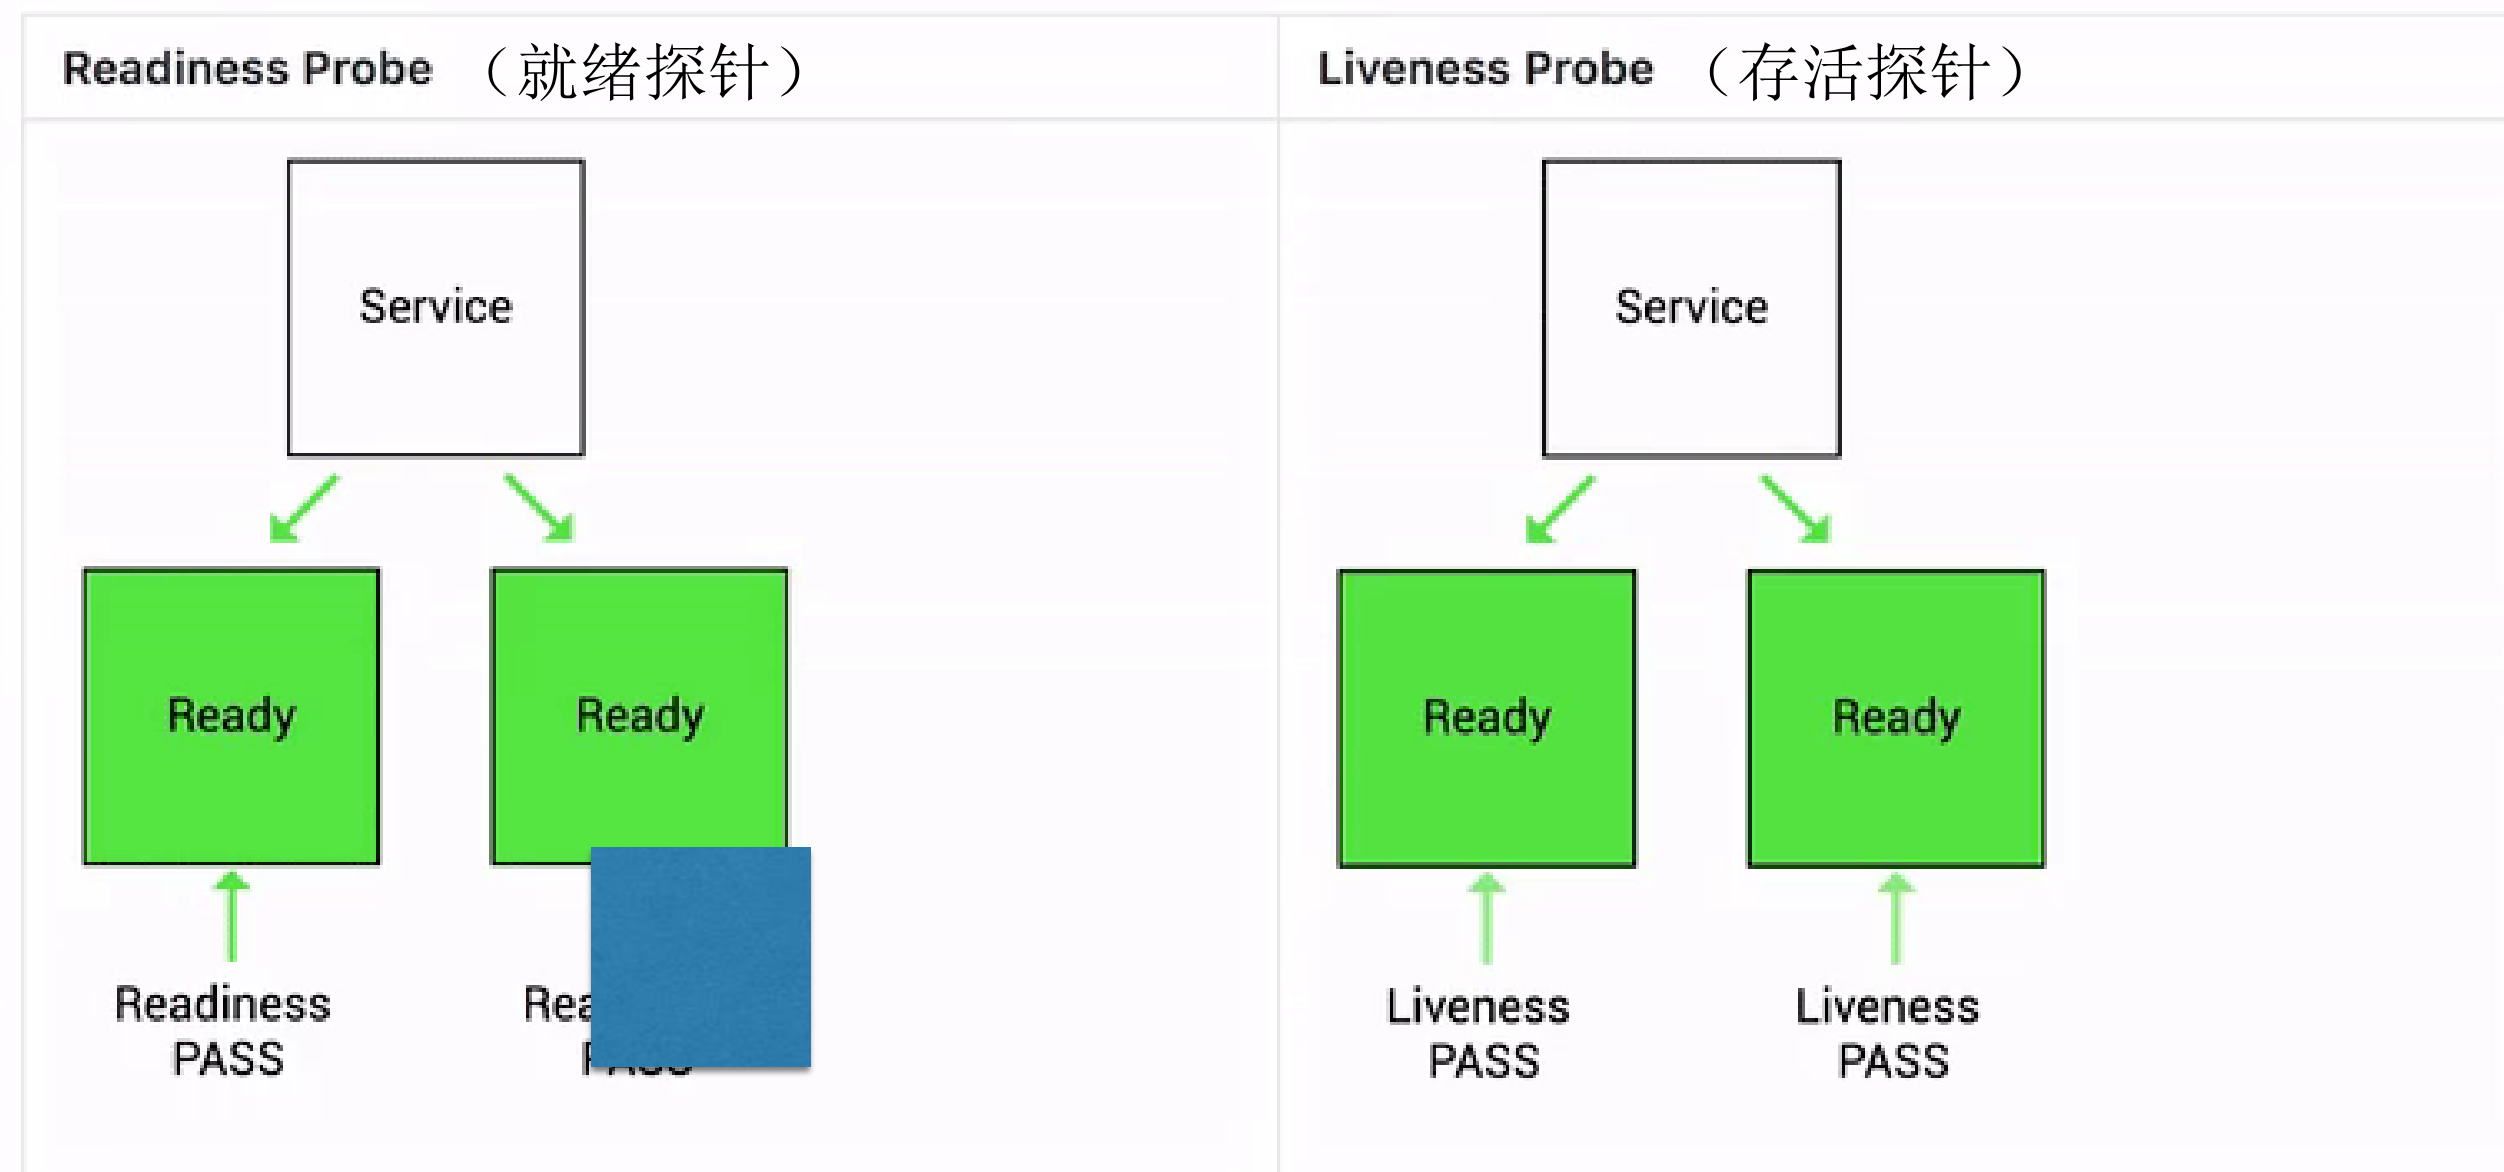 Readiness Probe （就绪探针）
Liveness Probe （存活探针）
Service
Ready
Ready
Readiness
PASS
PASS
Service
Ready
Ready
Liveness
PASS
Liveness
PASS